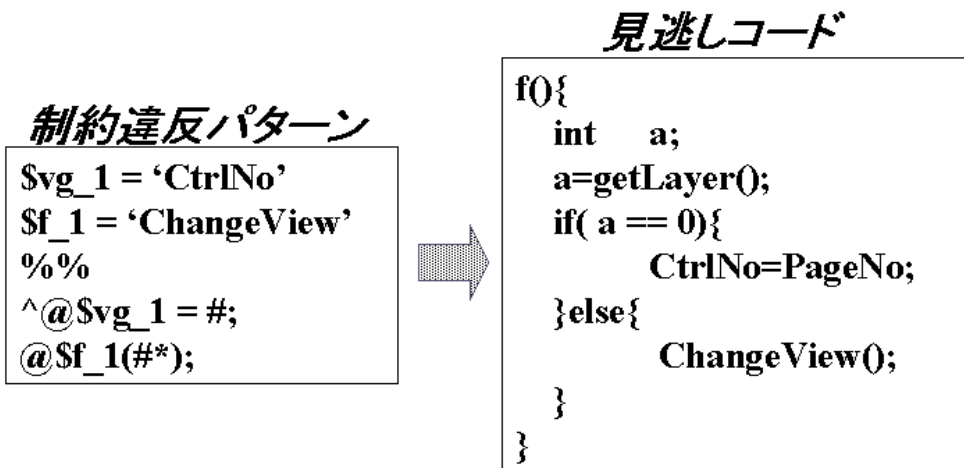 制約違反パターン
$vg_1 = ‘CtrlNo’
$f_1 = ‘ChangeView’
%%
^@$vg_1 = #;
@$f_1(#*);
見逃しコード
f(){
int a;
a=getLayer();
if( a == 0){
CtrlNo=PageNo;
}else{
ChangeView();
}
}